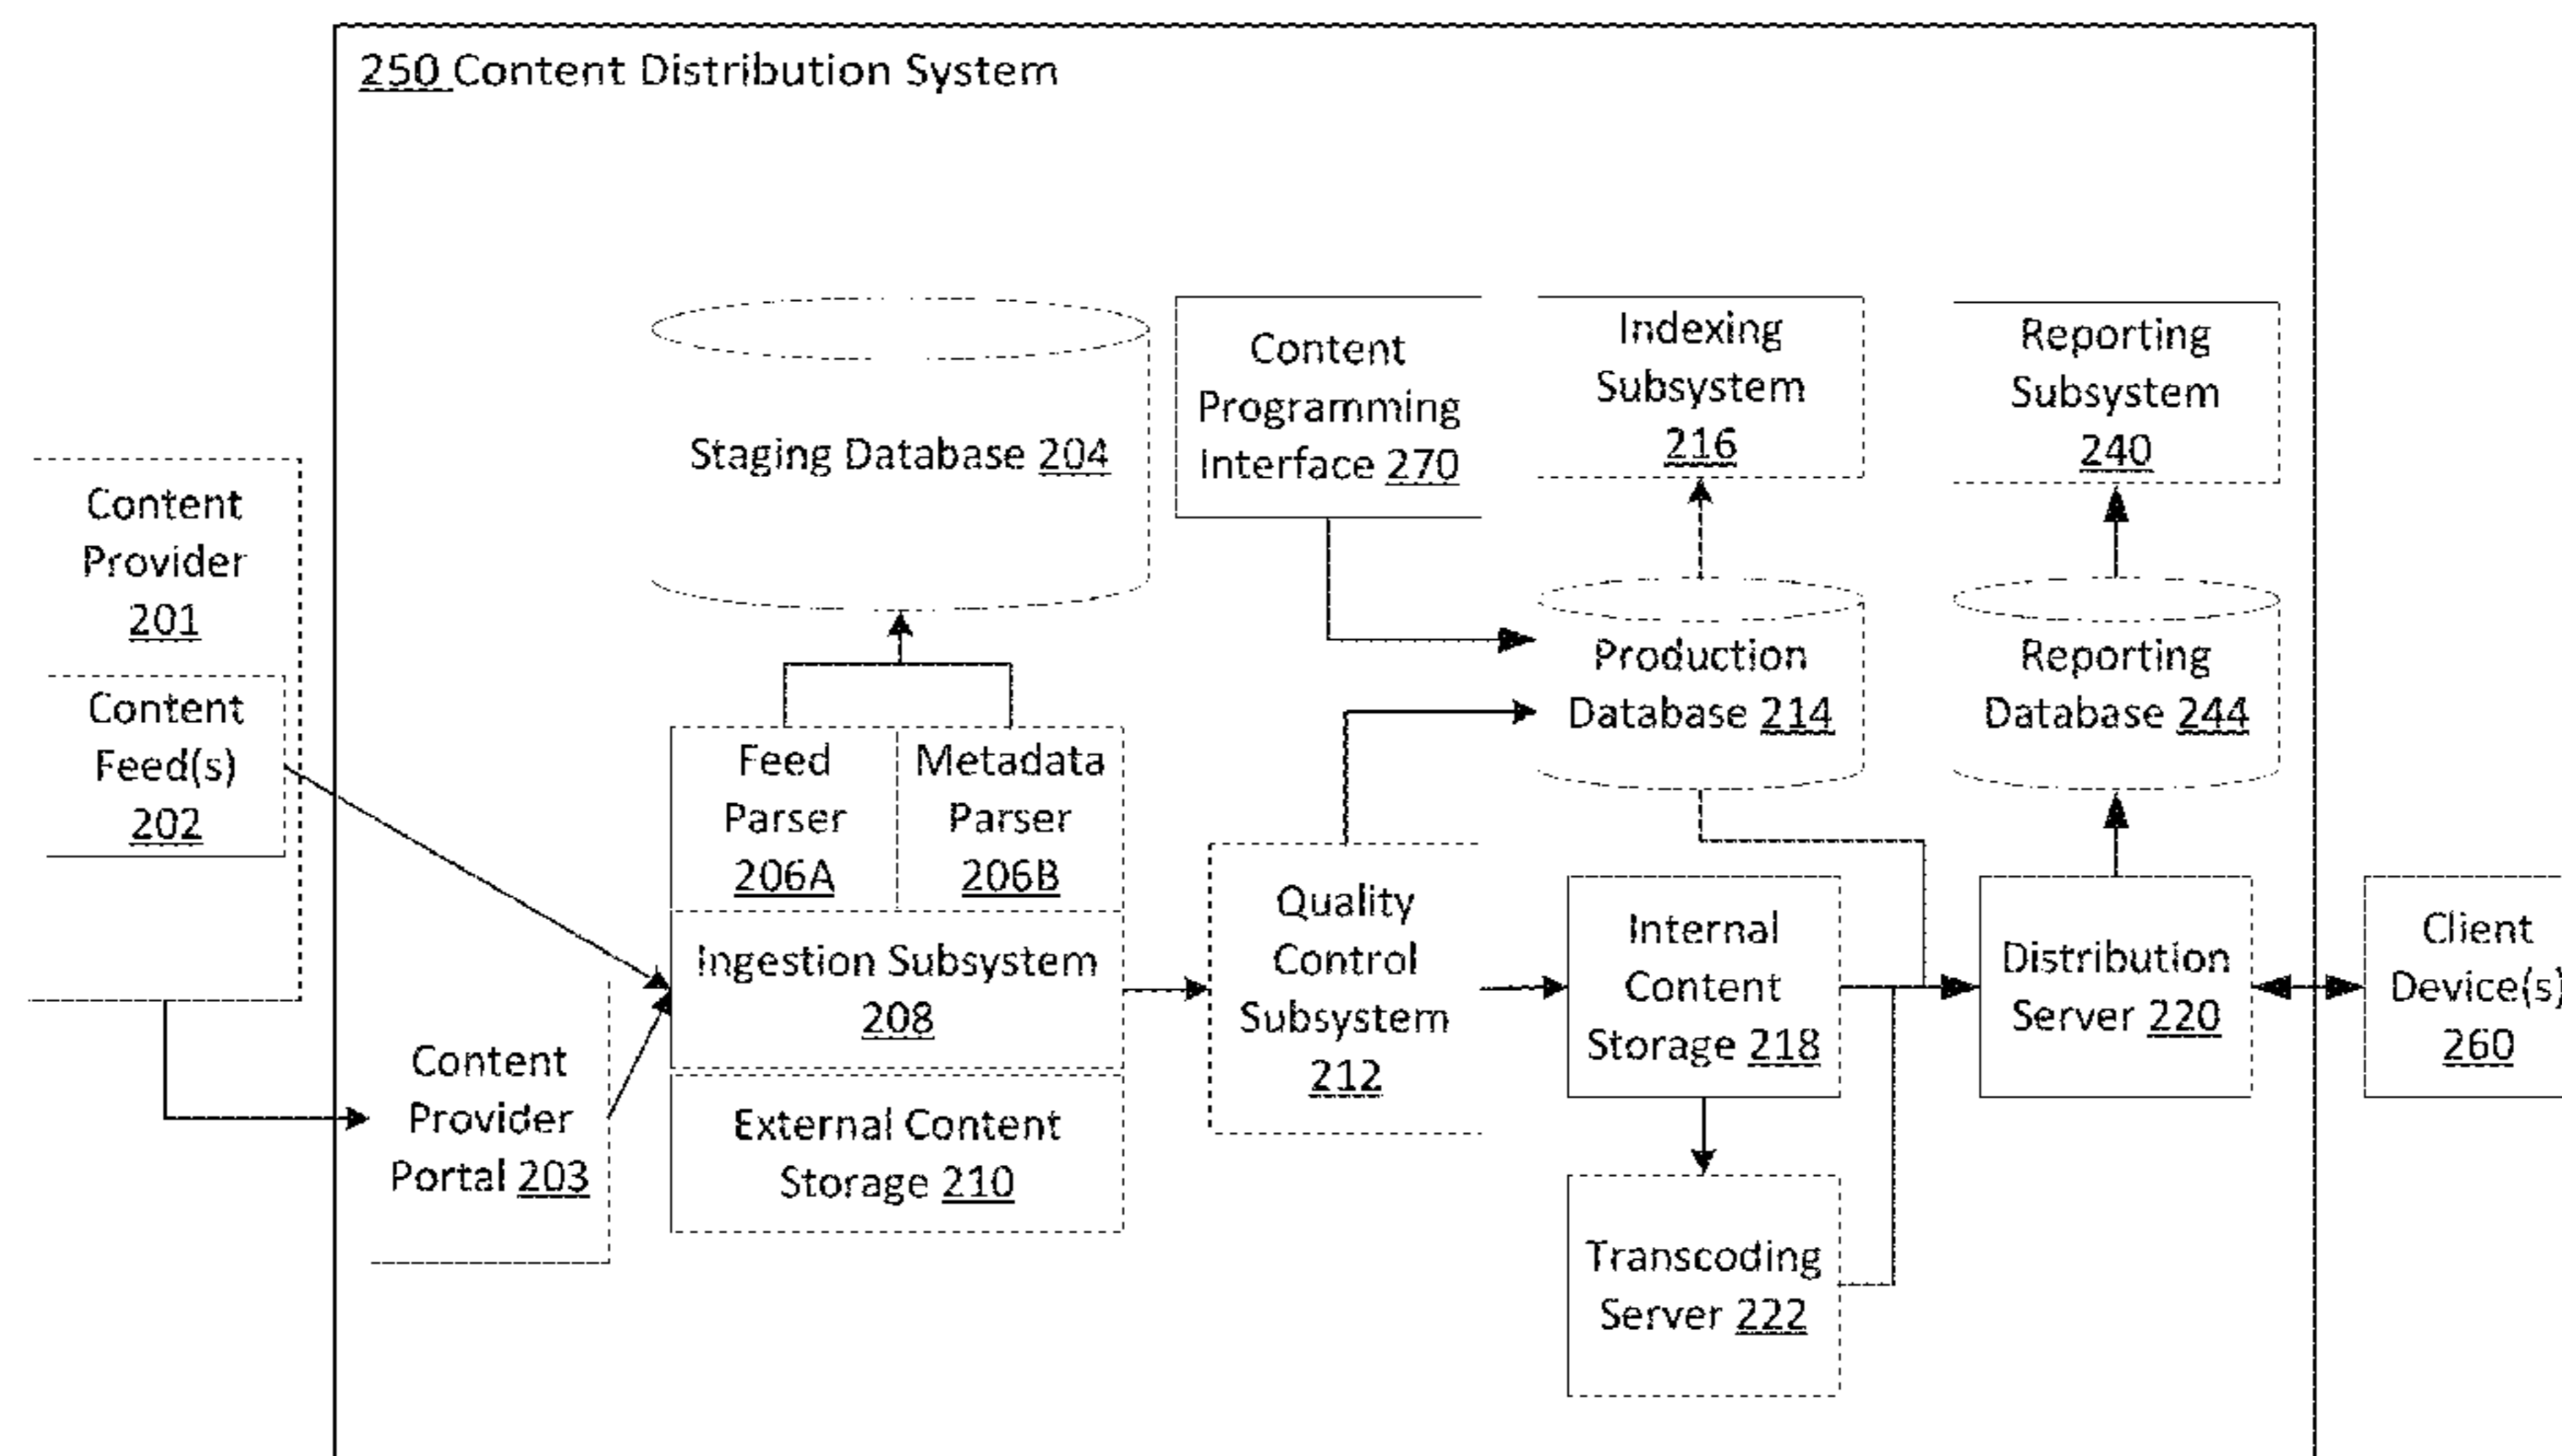 250 Content Distribution System
Content
Provider
201
Content
Feed(s)
202
Content
Provider
Portal 203
Staging Database 204
Feed
Parser
206A
Metadata
Parser
206B
Ingestion Subsystem
208
External Content
Storage 210
Content
Programming
Interface 270
Quality
Control
Subsystem
212
Indexing
Subsystem
216
Production
Database 214
Internal
Content
Storage 218
Transcoding
Server 222
Reporting
Subsystem
240
Reporting
Database 244
Distribution
Server 220
Client
Device(s)
260